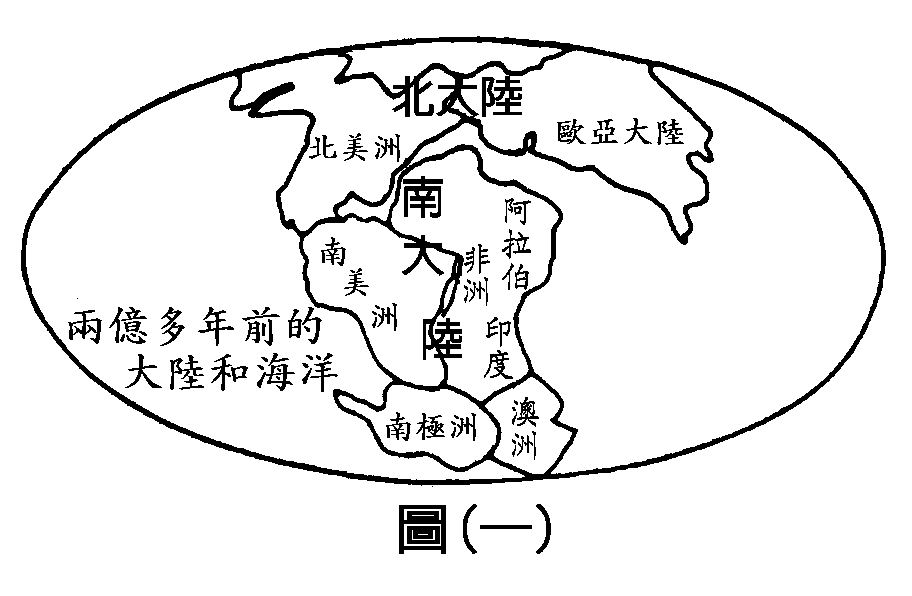 北大陸
歐亞大陸
北美洲
南大陸
阿拉伯
非洲
南美洲
印度
兩億多年前的
大陸和海洋
南極洲
澳洲
圖(一)